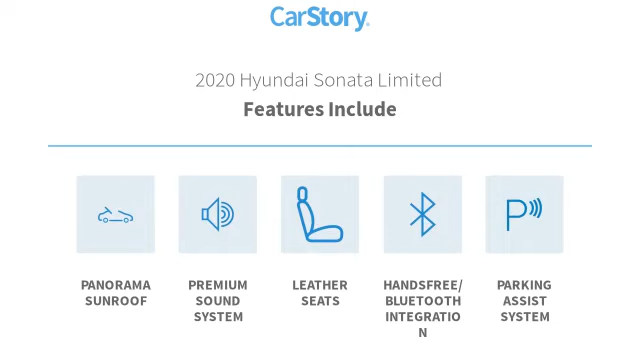 CarStory®
2020 Hyundai Sonata Limited
Features Include
PANORAMA
SUNROOF
PREMIUM
SOUND
SYSTEM
LEATHER
SEATS
HANDSFREE/
BLUETOOTH
INTEGRATIO
N
P
PARKING
ASSIST
SYSTEM